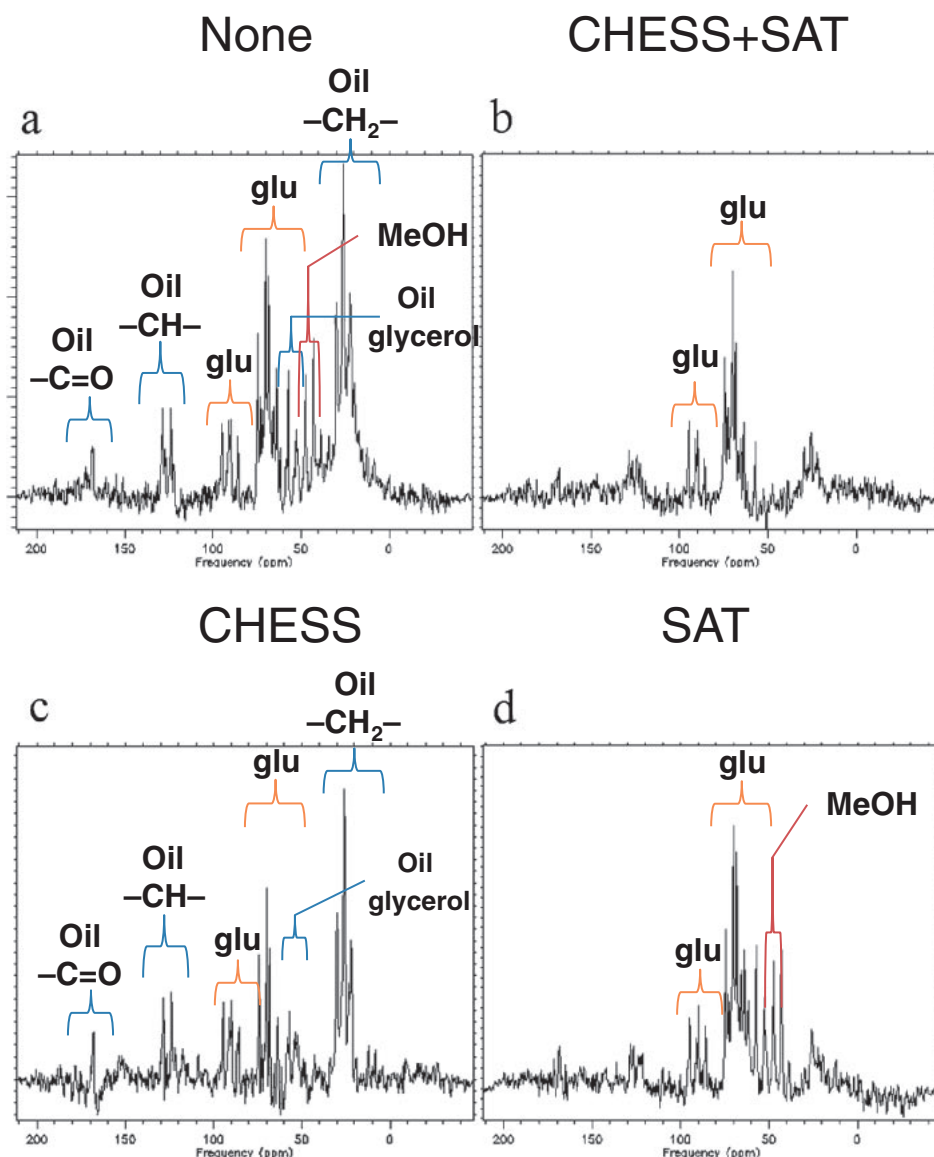 None
CHESS+SAT
a
Oil
–CH2–
glu
MeOH
Oil
–CH–
Oil
glycerol
Oil
–C=O
glu
200 150 100 50 0
Frequency (ppm)
b
glu
glu
200 150 100 50 0
Frequency (ppm)
CHESS
SAT
c
Oil
–CH2–
glu
Oil
–CH–
Oil
glycerol
Oil
–C=O
glu
200 150 100 50 0
Frequency (ppm)
d
glu
MeOH
glu
200 150 100 50 0
Frequency (ppm)